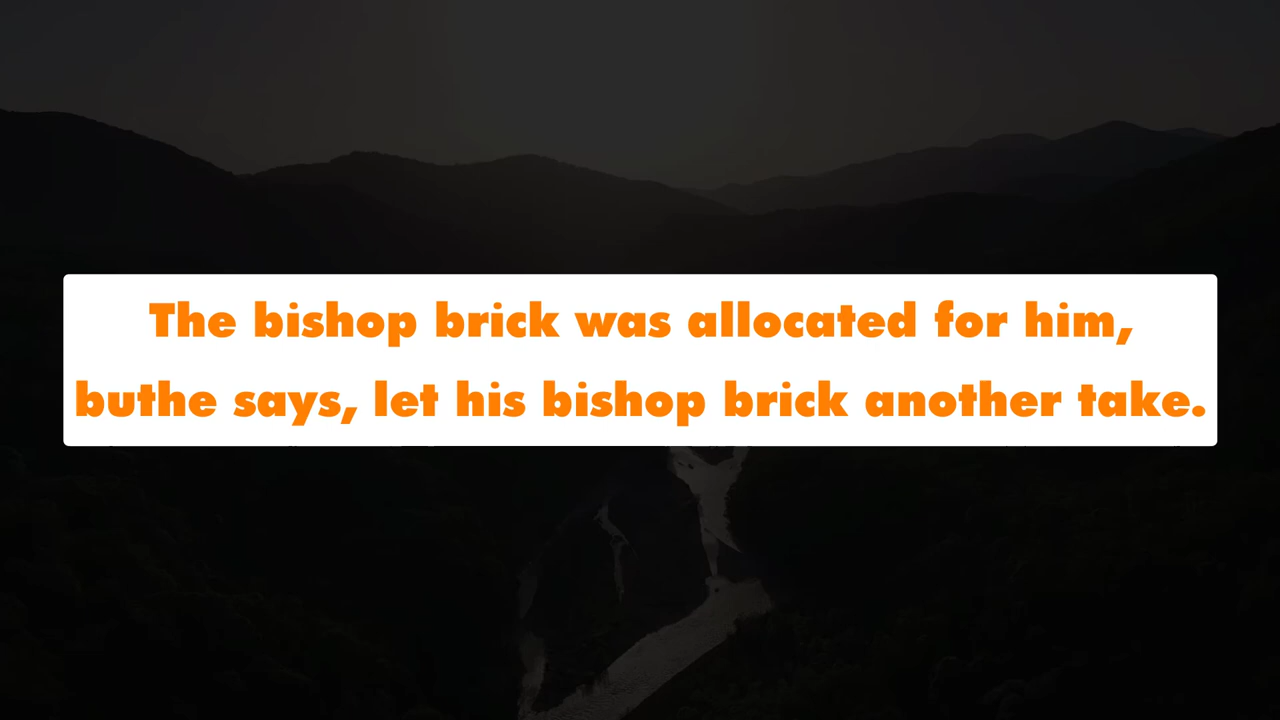 The bishop brick was allocated for him,
buthe says, let his bishop brick another take.